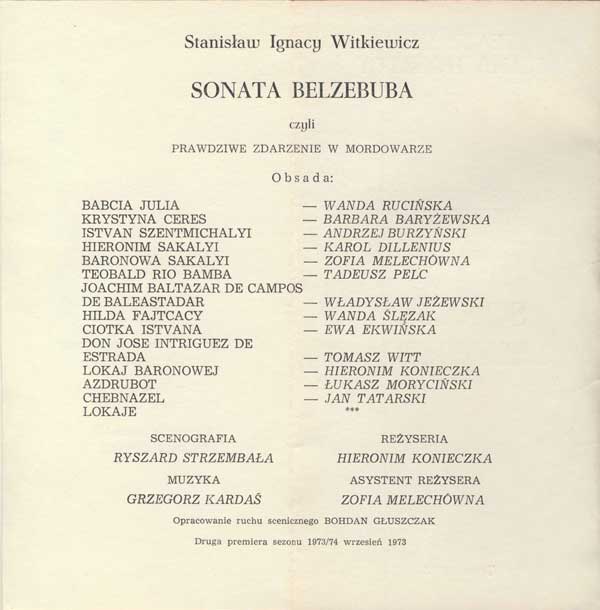 Stanisław Ignacy Witkiewicz
SONATA BELZEBUBA
czyli
PRAWDZIWE ZDARZENIE W MORDOWARZE
Obsada:
BABCIA JULIA — WANDA RUCIŃSKA
KRYSTYNA CERES — BARBARA BARYŻEWSKA
ISTVAN SZENTMICHALYI — ANDRZEJ BURZYŃSKI
HIERONIM SAKALYI — KAROL DILLENIUS
BARONOWA SAKALYI — ZOFIA MELECHÓWNA
TEOBALD RIO BAMBA — TADEUSZ PELC
JOACHIM BALTAZAR DE CAMPOS
DE BALEASTADAR — WŁADYSŁAW JEŻEWSKI
HILDA FAJTCACY — WANDA ŚLĘZAK
CIOTKA ISTVANA — EWA EKWIŃSKA
DON JOSE INTRIGUEZ DE
ESTRADA — TOMASZ WITT
LOKAJ BARONOWEJ — HIERONIM KONIECZKA
AZDRUBOT — ŁUKASZ MORYCIŃSKI
CHEBNAZEL — JAN TATARSKI
LOKAJE ***
SCENOGRAFIA REŻYSERIA
RYSZARD STRZEMBAŁA HIERONIM KONIECZKA
MUZYKA ASYSTENT REŻYSERA
GRZEGORZ KARDAŚ ZOFIA MELECHÓWNA
Opracowanie ruchu scenicznego BOHDAN GŁUSZCZAK
Druga premiera sezonu 1973/74 wrzesień 1973